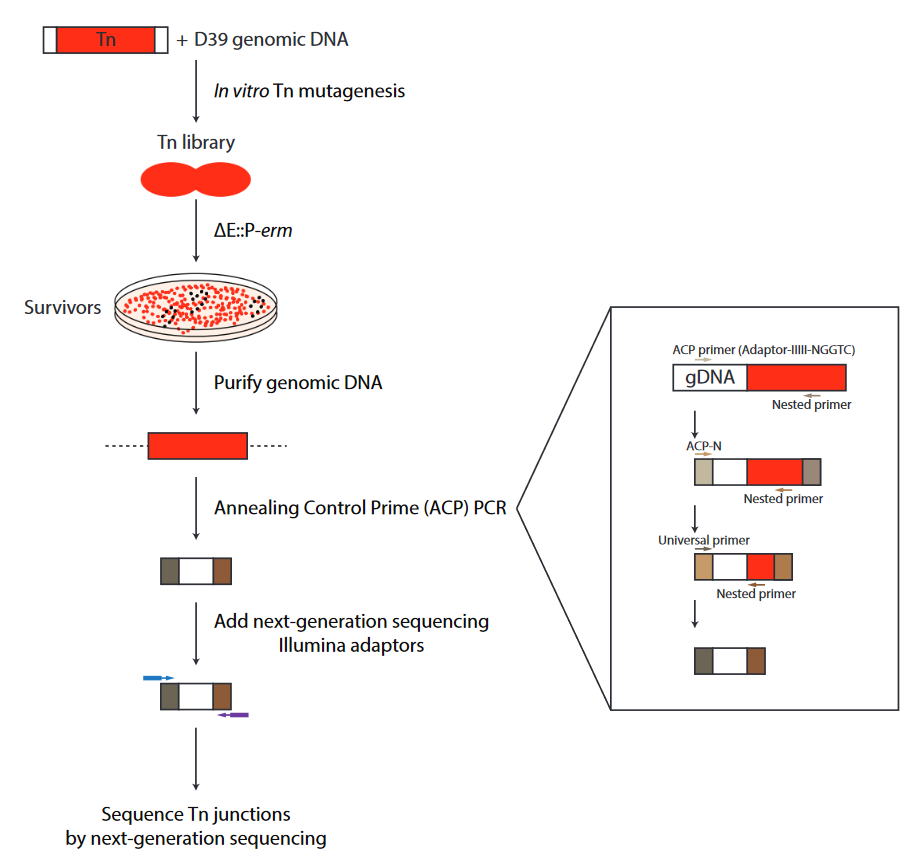 Tn
+ D39 genomic DNA
In vitro Tn mutagenesis
Tn library
ΔE::P-erm
Survivors
Purify genomic DNA
Annealing Control Prime (ACP) PCR
Add next-generation sequencing
Illumina adaptors
Sequence Tn junctions
by next-generation sequencing
ACP primer (Adaptor-IIIII-NGGTC)
gDNA
Nested primer
ACP-N
Nested primer
Universal primer
Nested primer